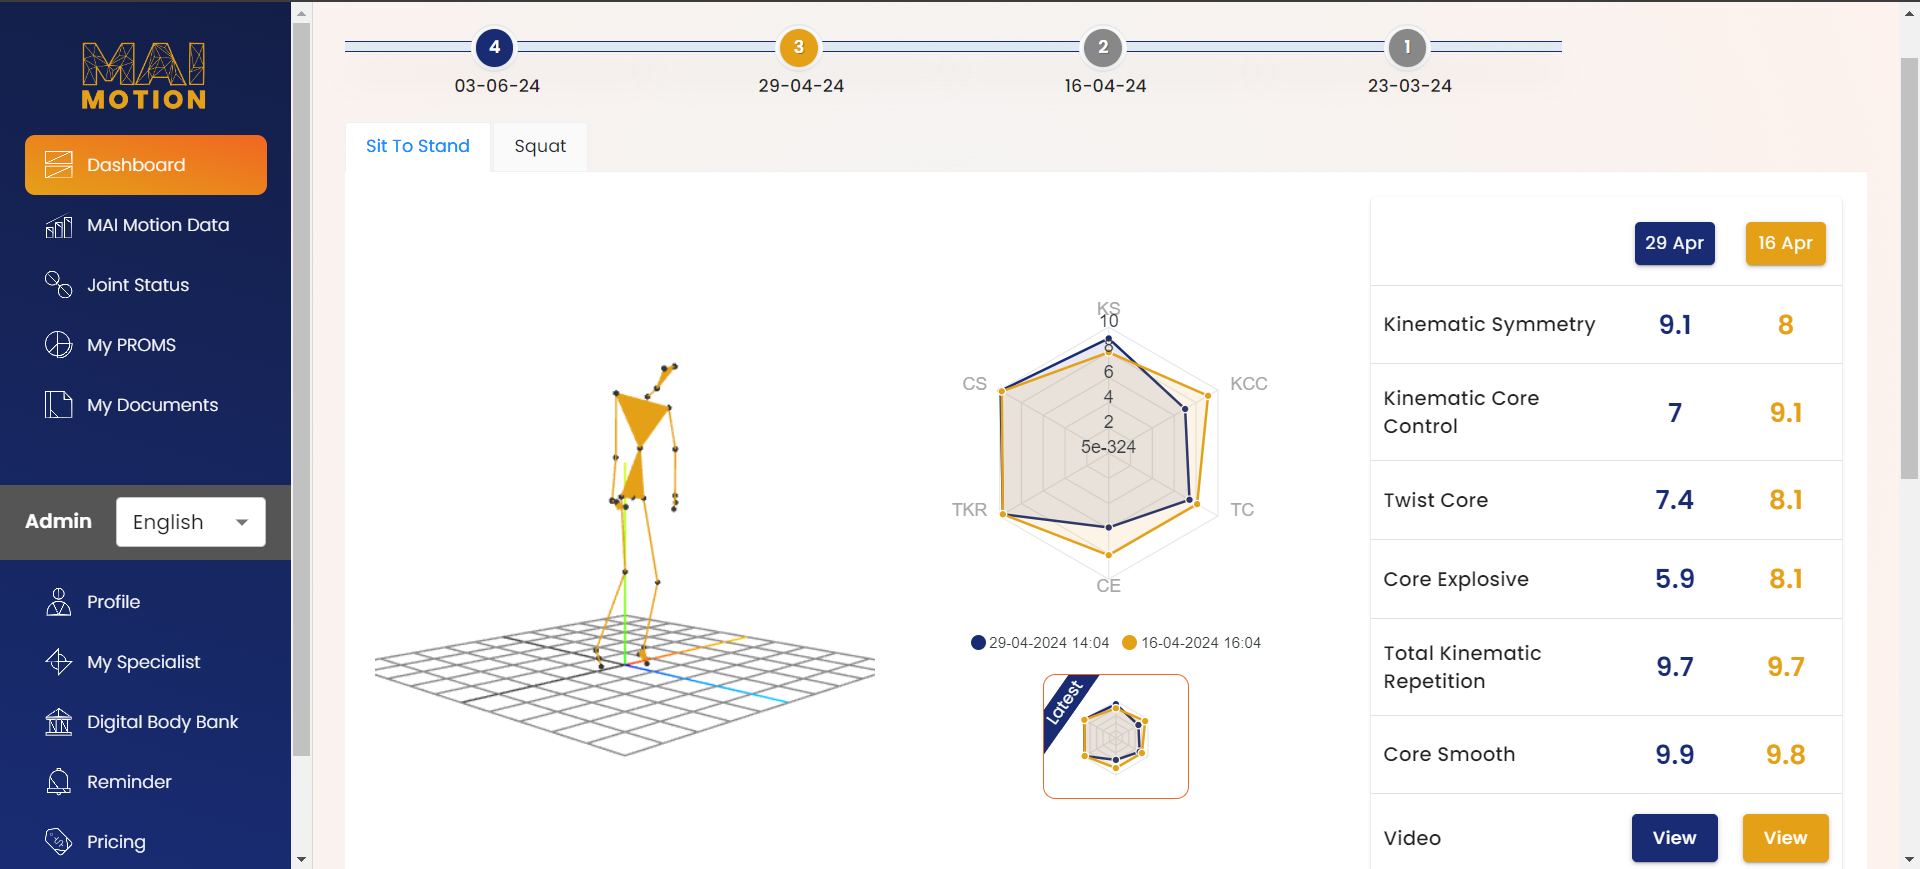 MAI
MOTION
Dashboard
MAI Motion Data
Joint Status
My PROMS
My Documents
Admin
English
Profile
My Specialist
Digital Body Bank
Reminder
Pricing
4
3
2
1
03-06-24
29-04-24
16-04-24
23-03-24
Sit To Stand
Squat
KS
10
8
6
4
2
5e-324
KCC
TC
CE
TKR
CS
29-04-2024 14:04
16-04-2024 16:04
Latest
29 Apr
16 Apr
Kinematic Symmetry
9.1
8
Kinematic Core
Control
7
9.1
Twist Core
7.4
8.1
Core Explosive
5.9
8.1
Total Kinematic
Repetition
9.7
9.7
Core Smooth
9.9
9.8
Video
View
View